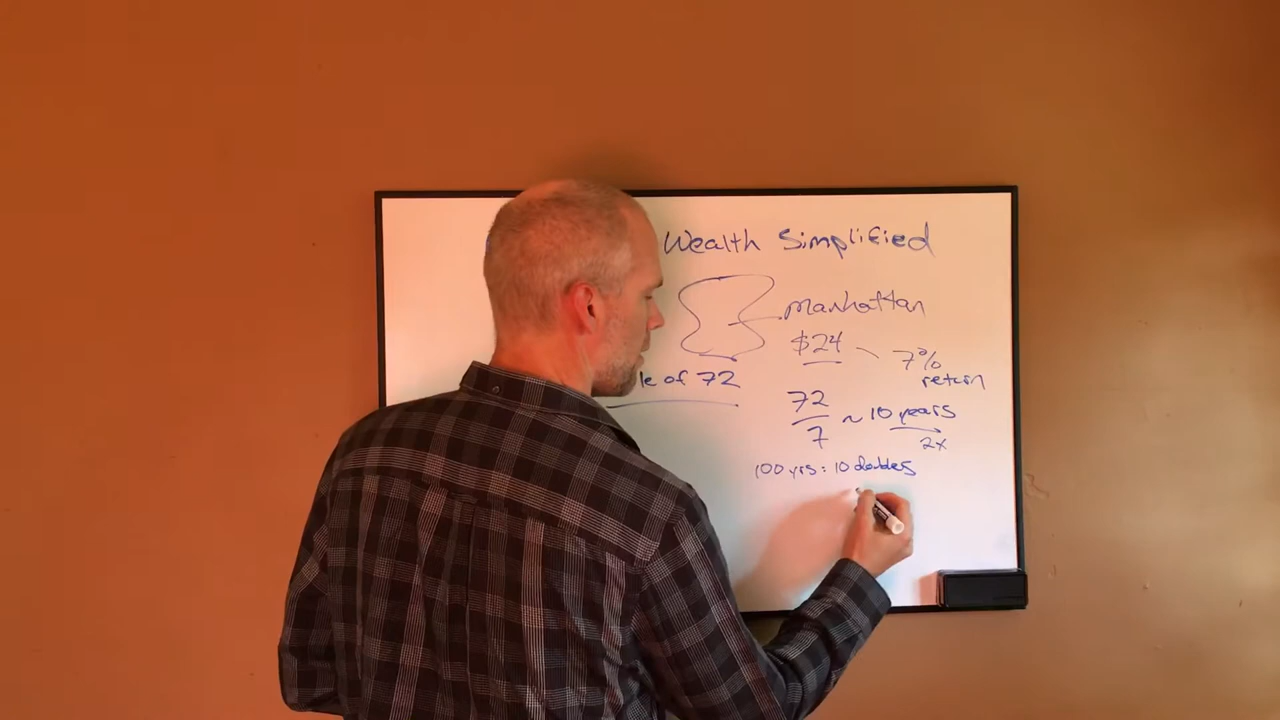 Wealth Simplified
Manhattan
$24
7%
return
le of 72
72
7
~ 10 years
2x
100 yrs: 10 doubles